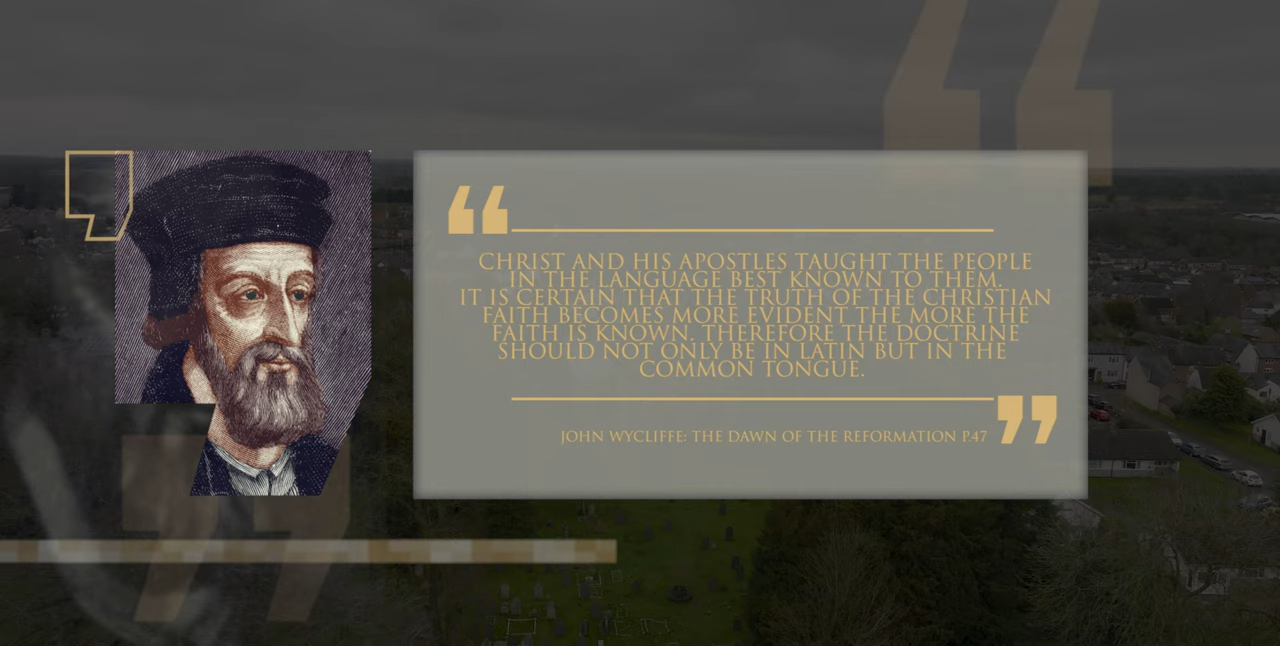 “
CHRIST AND HIS APOSTLES TAUGHT THE PEOPLE
IN THE LANGUAGE BEST KNOWN TO THEM.
IT IS CERTAIN THAT THE TRUTH OF THE CHRISTIAN
FAITH BECOMES MORE EVIDENT THE MORE THE
FAITH IS KNOWN. THEREFORE THE DOCTRINE
SHOULD NOT ONLY BE IN LATIN BUT IN THE
COMMON TONGUE.
”
JOHN WYCLIFFE: THE DAWN OF THE REFORMATION P.47